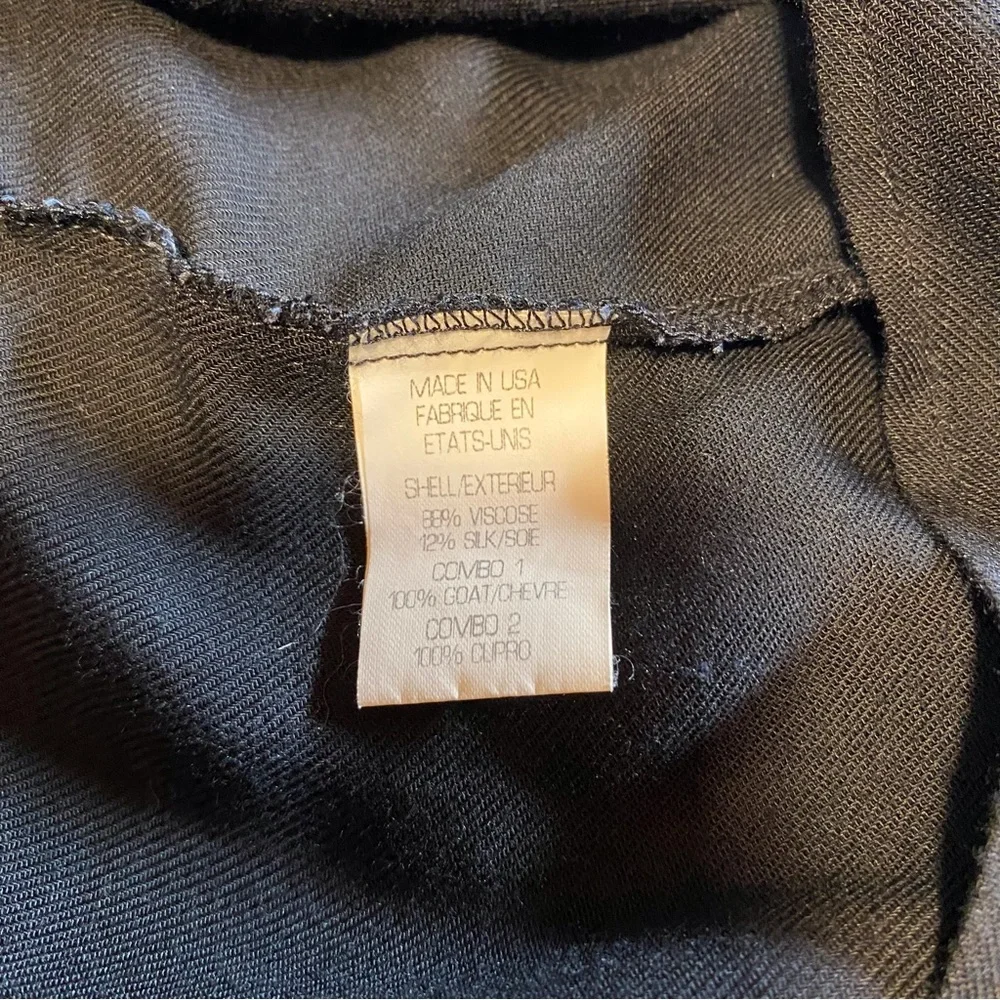 MADE IN USA
FABRIQUE EN
ETATS-UNIS
SHELL/EXTERIEUR
88% VISCOSE
12% SILK/SOIE
COMBO 1
100% GOAT/CHEVRE
COMBO 2
100% CUPRO